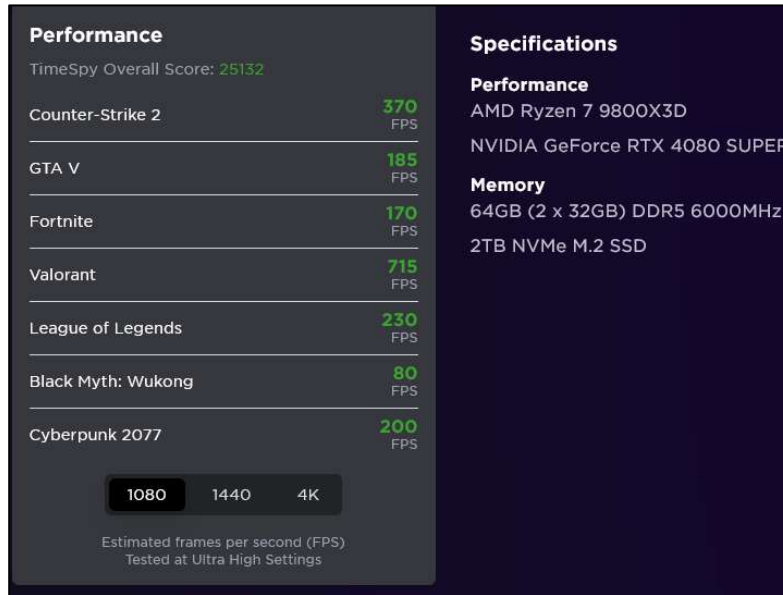 Performance
TimeSpy Overall Score: 25132
Counter-Strike 2 370 FPS
GTA V 185 FPS
Fortnite 170 FPS
Valorant 715 FPS
League of Legends 230 FPS
Black Myth: Wukong 80 FPS
Cyberpunk 2077 200 FPS
1080 1440 4K
Estimated frames per second (FPS)
Tested at Ultra High Settings
Specifications
Performance
AMD Ryzen 7 9800X3D
NVIDIA GeForce RTX 4080 SUPER
Memory
64GB (2 x 32GB) DDR5 6000MHz
2TB NVMe M.2 SSD